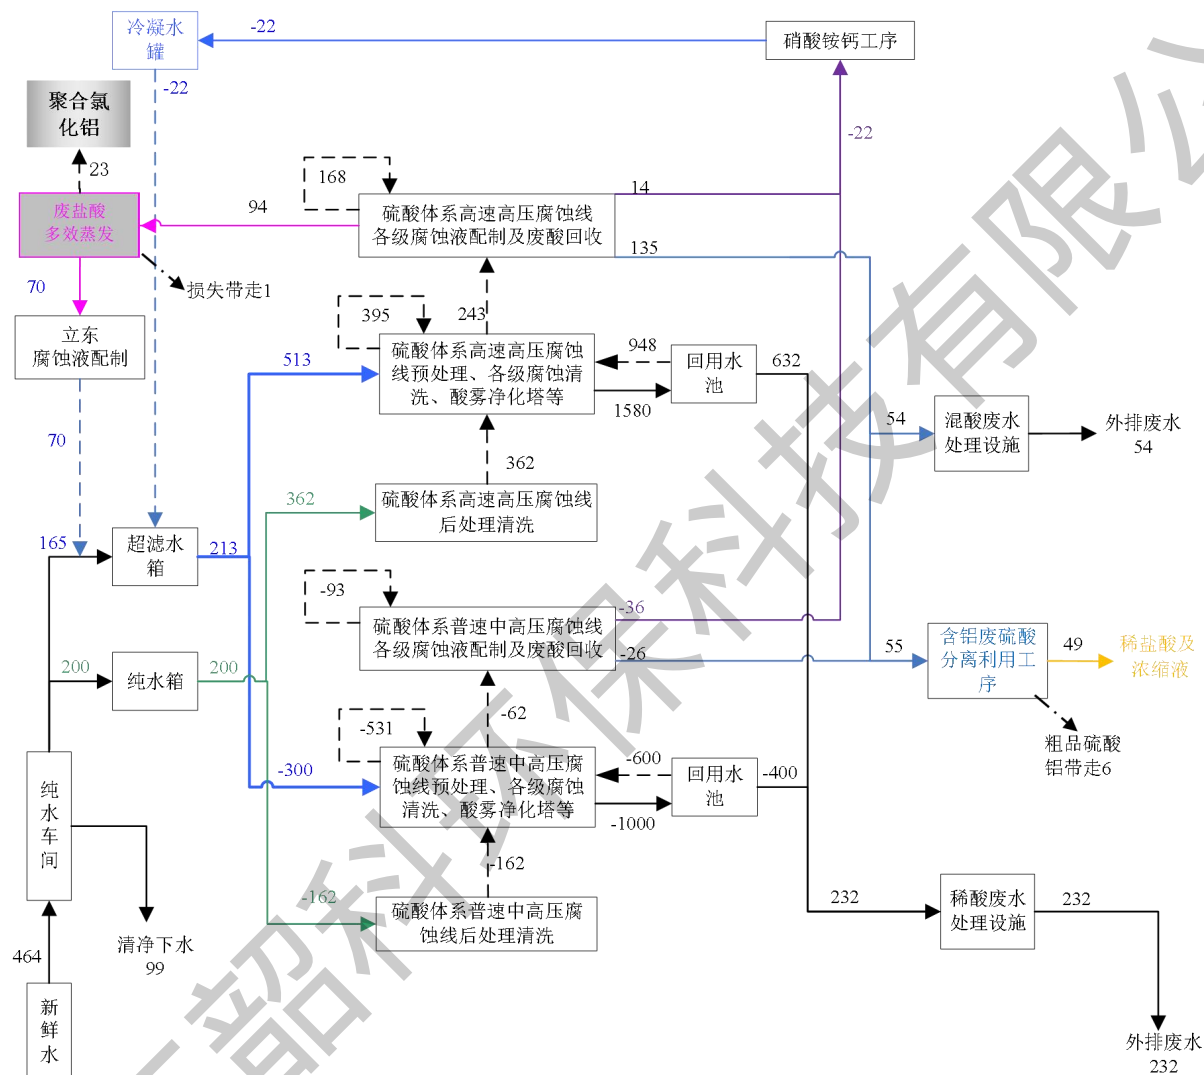 冷凝水
罐
-22
硝酸铵钙工序
-22
聚合氯
化铝
23
168
14
-22
废盐酸
多效蒸发
94
硫酸体系高速高压腐蚀线
各级腐蚀液配制及废酸回收
135
70
损失带走1
395
243
立东
腐蚀液配制
硫酸体系高速高压腐蚀
线预处理、各级腐蚀清
洗、酸雾净化塔等
948
回用水
池
632
513
1580
54
混酸废水
处理设施
外排废水
54
70
362
362
硫酸体系高速高压腐蚀线
后处理清洗
165
超滤水
箱
213
-93
-36
硫酸体系普速中高压腐蚀线
各级腐蚀液配制及废酸回收
-26
55
含铝废硫酸
分离利用工
序
49
稀盐酸及
浓缩液
200
纯水箱
200
-62
-531
粗品硫酸
铝带走6
硫酸体系普速中高压腐
蚀线预处理、各级腐蚀
清洗、酸雾净化塔等
-600
回用水
池
-400
-300
-1000
纯
水
车
间
-162
-162
硫酸体系普速中高压腐
蚀线后处理清洗
232
稀酸废水
处理设施
232
清净下水
99
464
新
鲜
水
外排废水
232
韶科环保科技有限公